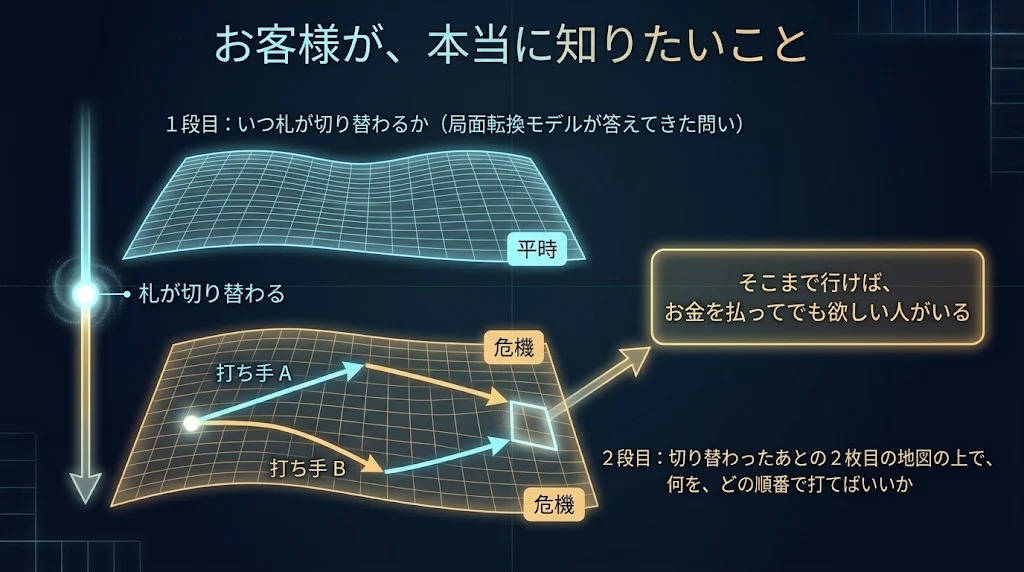 お客様が、本当に知りたいこと
1段目：いつ札が切り替わるか（局面転換モデルが答えてきた問い）
平時
札が切り替わる
そこまで行けば、
お金を払ってでも欲しい人がいる
危機
打ち手 A
打ち手 B
危機
2段目：切り替わったあとの2枚目の地図の上で、
何を、どの順番で打てばいいか